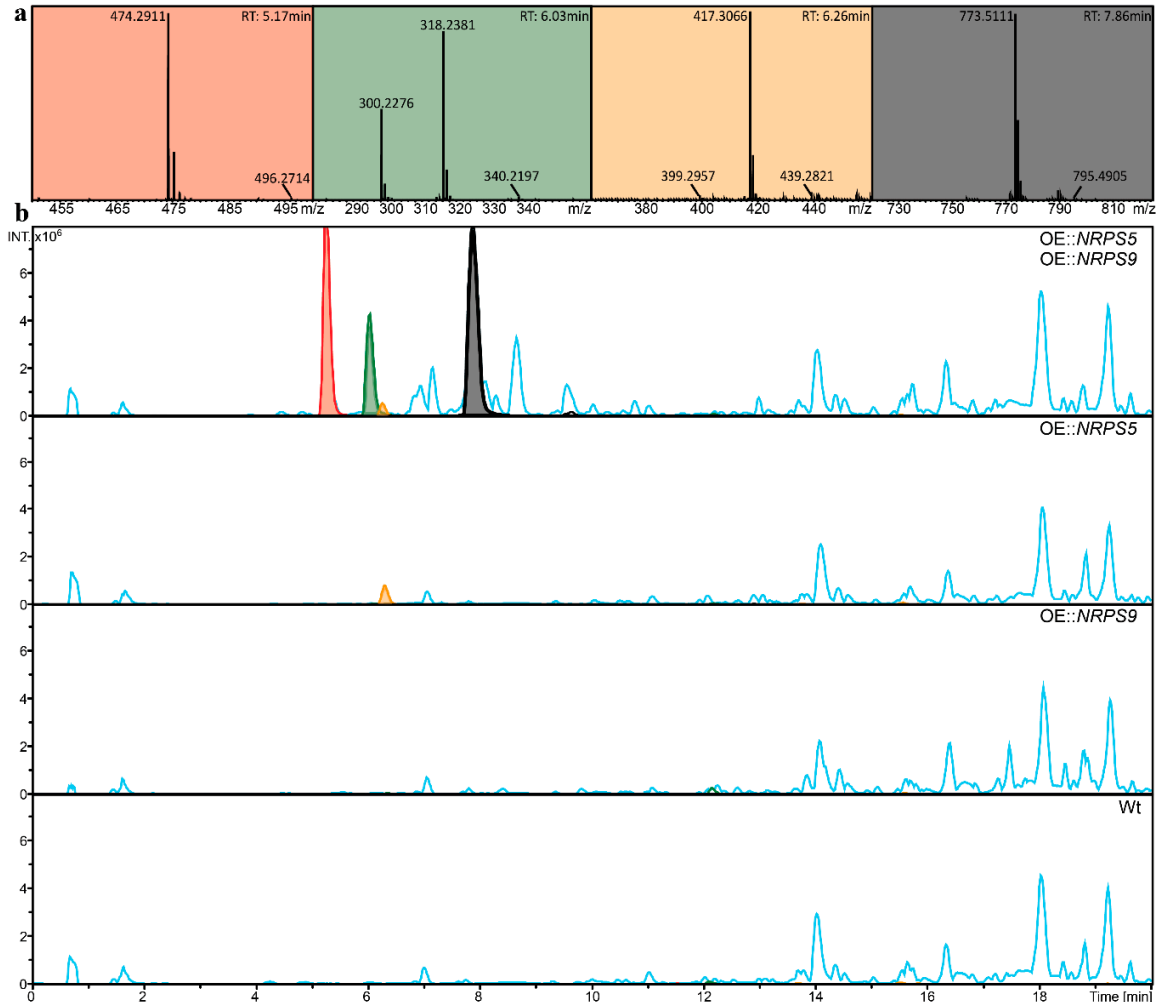 a
474.2911 RT: 5.17min 318.2381 RT: 6.03min 417.3066 RT: 6.26min 773.5111 RT: 7.86min
300.2276
496.2714 340.2197 399.2957 439.2821 795.4905
455 465 475 485 495 m/z 290 300 310 320 330 340 m/z 380 400 420 440 m/z 730 750 770 790 810 m/z
b
INT. x10⁶
OE::NRPS5
OE::NRPS9
6
4
2
0
OE::NRPS5
6
4
2
0
OE::NRPS9
6
4
2
0
Wt
6
4
2
0
0 2 4 6 8 10 12 14 16 18 Time [min]